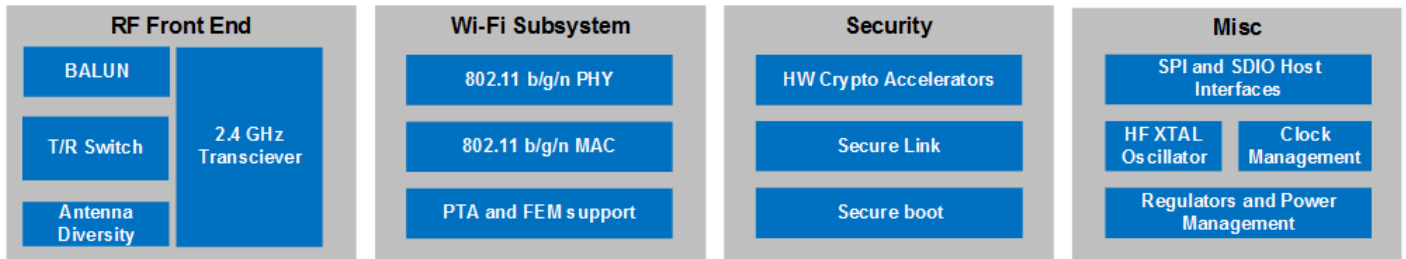 RF Front End
BALUN
T/R Switch
Antenna
Diversity
2.4 GHz
Transciever
Wi-Fi Subsystem
802.11 b/g/n PHY
802.11 b/g/n MAC
PTA and FEM support
Security
HW Crypto Accelerators
Secure Link
Secure boot
Misc
SPI and SDIO Host
Interfaces
HF XTAL
Oscillator
Clock
Management
Regulators and Power
Management